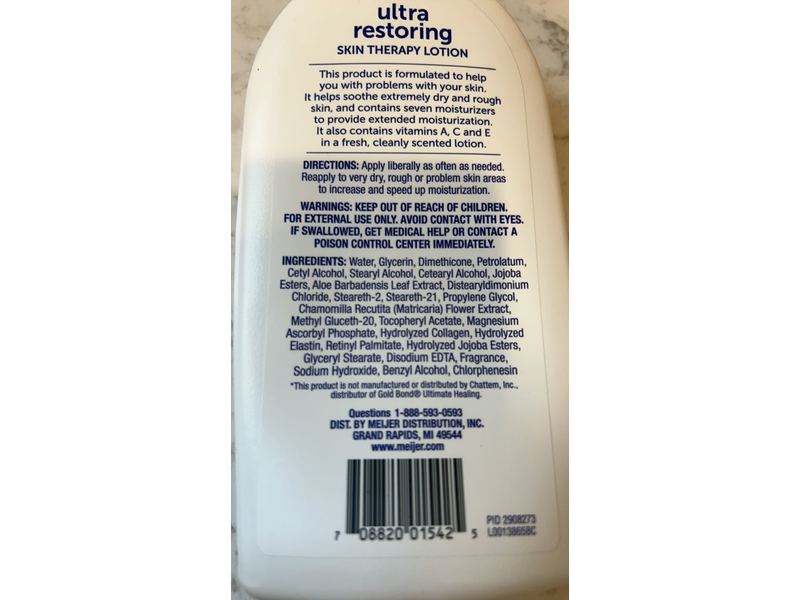 ultra
restoring
SKIN THERAPY LOTION
This product is formulated to help
you with problems with your skin.
It helps soothe extremely dry and rough
skin, and contains seven moisturizers
to provide extended moisturization.
It also contains vitamins A, C and E
in a fresh, cleanly scented lotion.
DIRECTIONS: Apply liberally as often as needed.
Reapply to very dry, rough or problem skin areas
to increase and speed up moisturization.
WARNINGS: KEEP OUT OF REACH OF CHILDREN.
FOR EXTERNAL USE ONLY. AVOID CONTACT WITH EYES.
IF SWALLOWED, GET MEDICAL HELP OR CONTACT A
POISON CONTROL CENTER IMMEDIATELY.
INGREDIENTS: Water, Glycerin, Dimethicone, Petrolatum,
Cetyl Alcohol, Stearyl Alcohol, Cetearyl Alcohol, Jojoba
Esters, Aloe Barbadensis Leaf Extract, Distearyldimonium
Chloride, Steareth-2, Steareth-21, Propylene Glycol,
Chamomilla Recutita (Matricaria) Flower Extract,
Methyl Gluceth-20, Tocopheryl Acetate, Magnesium
Ascorbyl Phosphate, Hydrolyzed Collagen, Hydrolyzed
Elastin, Retinyl Palmitate, Hydrolyzed Jojoba Esters,
Glyceryl Stearate, Disodium EDTA, Fragrance,
Sodium Hydroxide, Benzyl Alcohol, Chlorphenesin
*This product is not manufactured or distributed by Chattem, Inc.,
distributor of Gold Bond® Ultimate Healing.
Questions 1-888-593-0593
DIST. BY MEIJER DISTRIBUTION, INC.
GRAND RAPIDS, MI 49544
www.meijer.com
PID 2908273
7 08820 01542 5 L0013865BC